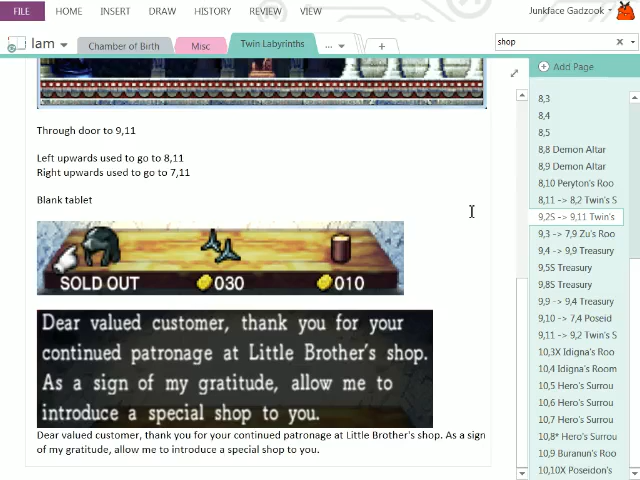 FILE
HOME
INSERT
DRAW
HISTORY
REVIEW
VIEW
Junkface Gadzook
lam
Chamber of Birth
Misc
Twin Labyrinths
...
shop
Add Page
Through door to 9,11
Left upwards used to go to 8,11
Right upwards used to go to 7,11
Blank tablet
SOLD OUT 030 010
Dear valued customer, thank you for your
continued patronage at Little Brother's shop.
As a sign of my gratitude, allow me to
introduce a special shop to you.
Dear valued customer, thank you for your continued patronage at Little Brother's shop. As a sign
of my gratitude, allow me to introduce a special shop to you.
8,3
8,4
8,5
8,8 Demon Altar
8,9 Demon Altar
8,10 Peryton's Roo
8,11 -> 8,2 Twin's S
9,2S -> 9,11 Twin's
9,3 -> 7,9 Zu's Roo
9,4 -> 9,9 Treasury
9,5S Treasury
9,8S Treasury
9,9 -> 9,4 Treasury
9,10 -> 7,4 Poseid
9,11 -> 9,2 Twin's S
10,3X Idigna's Roo
10,4 Idigna's Room
10,5 Hero's Surrou
10,6 Hero's Surrou
10,7 Hero's Surrou
10,8* Hero's Surrou
10,9 Buranun's Roo
10,10X Poseidon's